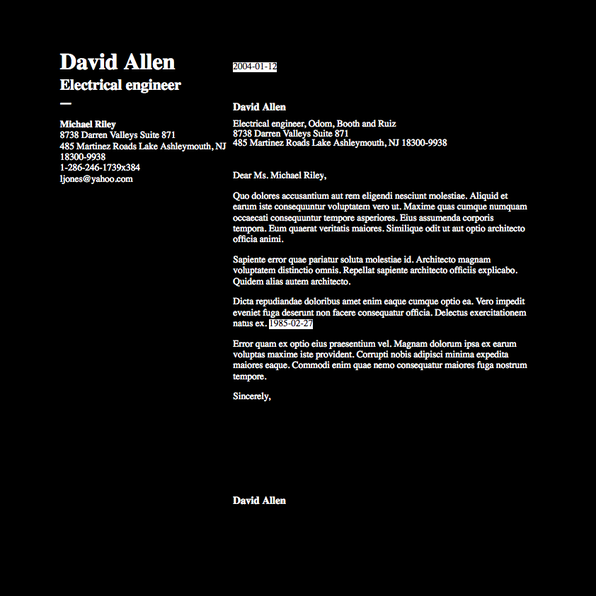 David Allen
Electrical engineer
—
Michael Riley
8738 Darren Valleys Suite 871
485 Martinez Roads Lake Ashleymouth, NJ
18300-9938
1-286-246-1739x384
ljones@yahoo.com
2004-01-12
David Allen
Electrical engineer, Odom, Booth and Ruiz
8738 Darren Valleys Suite 871
485 Martinez Roads Lake Ashleymouth, NJ 18300-9938
Dear Ms. Michael Riley,
Quo dolores accusantium aut rem eligendi nesciunt molestiae. Aliquid et
earum iste consequuntur voluptatem vero ut. Maxime quas cumque numquam
occaecati consequuntur tempore asperiores. Eius assumenda corporis
tempora. Eum quaerat veritatis maiores. Similique odit ut aut optio architecto
officia animi.
Sapiente error quae pariatur soluta molestiae id. Architecto magnam
voluptatem distinctio omnis. Repellat sapiente architecto officiis explicabo.
Quidem alias autem architecto.
Dicta repudiandae doloribus amet enim eaque cumque optio ea. Vero impedit
eveniet fuga deserunt non facere consequatur officia. Delectus exercitationem
natus ex. 1985-02-27
Error quam ex optio eius praesentium vel. Magnam dolorum ipsa ex earum
voluptas maxime iste provident. Corrupti nobis adipisci minima expedita
maiores eaque. Commodi enim quae nemo consequatur maiores fuga nostrum
tempore.
Sincerely,
David Allen